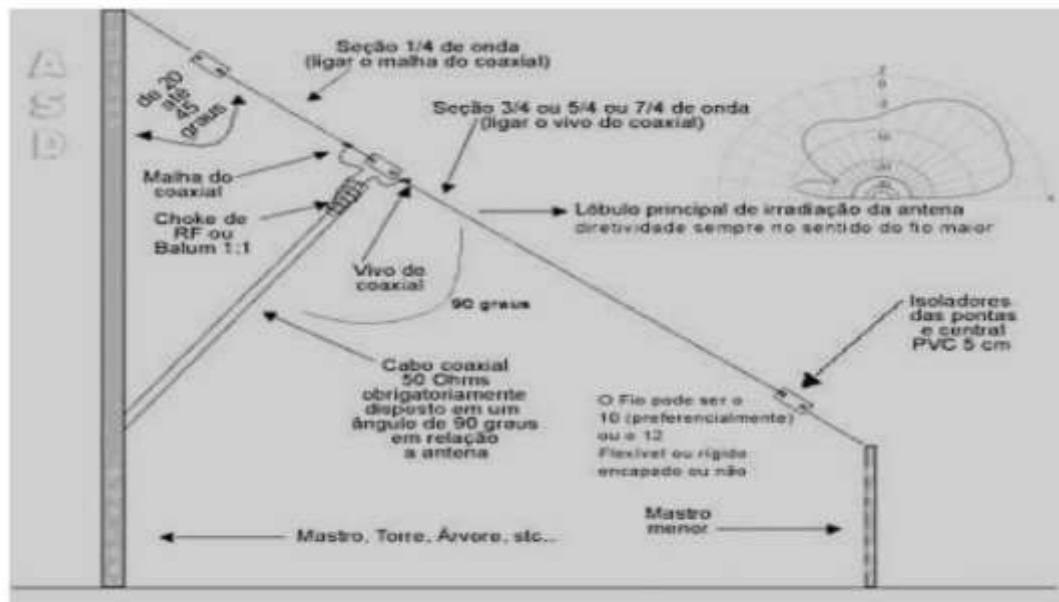 ASD
de 20
até
45
graus
Seção 1/4 de onda
(ligar o malha do coaxial)
Seção 3/4 ou 5/4 ou 7/4 de onda
(ligar o vivo do coaxial)
Malha do
coaxial
Choke de
RF ou
Balum 1:1
Vivo do
coaxial
90 graus
Lóbulo principal de irradiação da antena
diretividade sempre no sentido do fio maior
Isoladores
das pontas
e central
PVC 5 cm
Cabo coaxial
50 Ohms
obrigatoriamente
disposto em um
ângulo de 90 graus
em relação
a antena
O Fio pode ser o
10 (preferencialmente)
ou o 12
Flexível ou rígido
encapado ou não
Mastro
menor
Mastro, Torre, Árvore, etc...